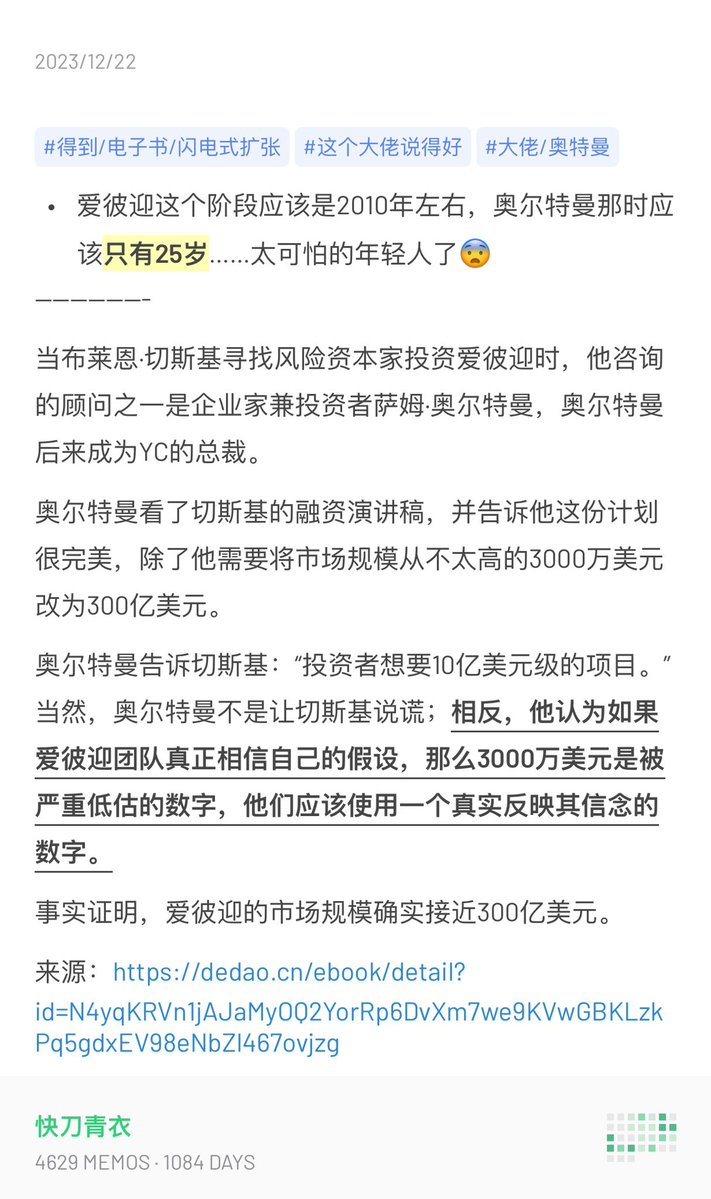 2023/12/22
#得到/电子书/闪电式扩张 #这个大佬说得好 #大佬/奥特曼
• 爱彼迎这个阶段应该是2010年左右，奥尔特曼那时应
该只有25岁……太可怕的年轻人了😨
———————-
当布莱恩·切斯基寻找风险资本家投资爱彼迎时，他咨询
的顾问之一是企业家兼投资者萨姆·奥尔特曼，奥尔特曼
后来成为YC的总裁。
奥尔特曼看了切斯基的融资演讲稿，并告诉他这份计划
很完美，除了他需要将市场规模从不太高的3000万美元
改为300亿美元。
奥尔特曼告诉切斯基：“投资者想要10亿美元级的项目。”
当然，奥尔特曼不是让切斯基说谎；相反，他认为如果
爱彼迎团队真正相信自己的假设，那么3000万美元是被
严重低估的数字，他们应该使用一个真实反映其信念的
数字。
事实证明，爱彼迎的市场规模确实接近300亿美元。
来源：https://dedao.cn/ebook/detail?
id=N4yqKRVn1jAJaMyOQ2YorRp6DvXm7we9KVwGBKLzk
Pq5gdxEV98eNbZl467ovjzg
快刀青衣
4629 MEMOS · 1084 DAYS